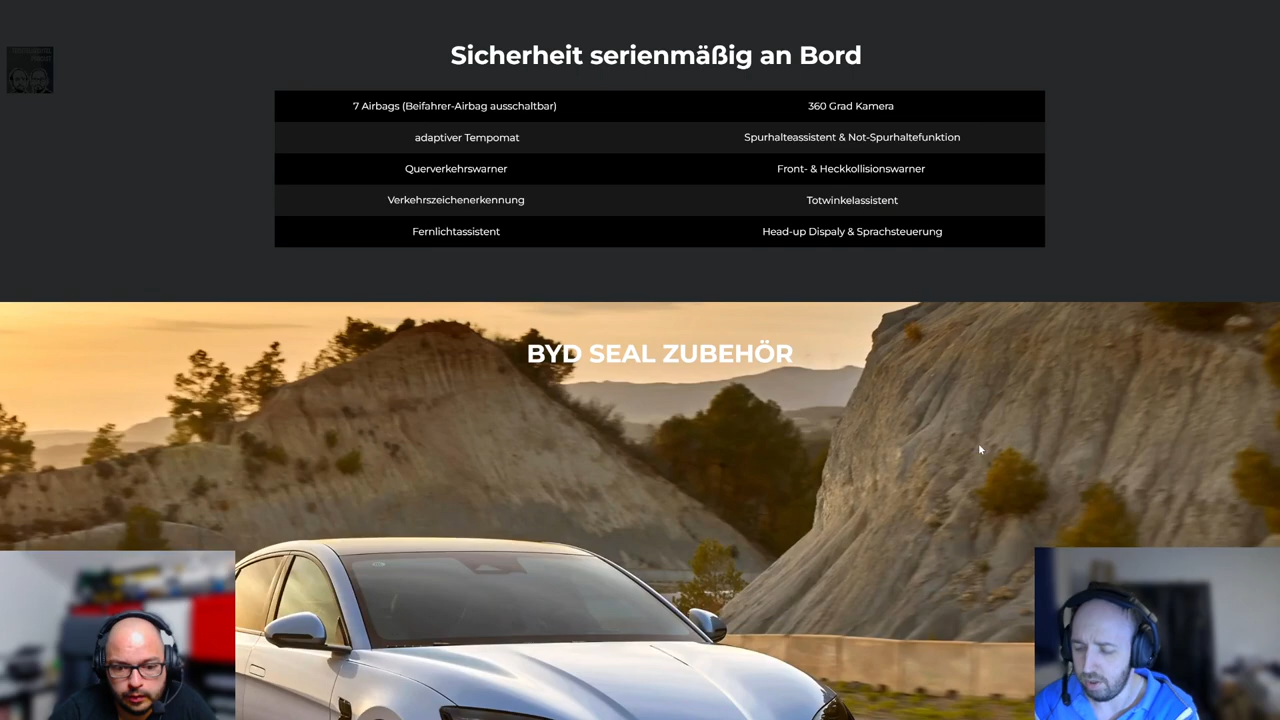 Sicherheit serienmäßig an Bord
7 Airbags (Beifahrer-Airbag ausschaltbar) 360 Grad Kamera
adaptiver Tempomat Spurhalteassistent & Not-Spurhaltefunktion
Querverkehrswarner Front- & Heckkollisionswarner
Verkehrszeichenerkennung Totwinkelassistent
Fernlichtassistent Head-up Dispaly & Sprachsteuerung
BYD SEAL ZUBEHÖR